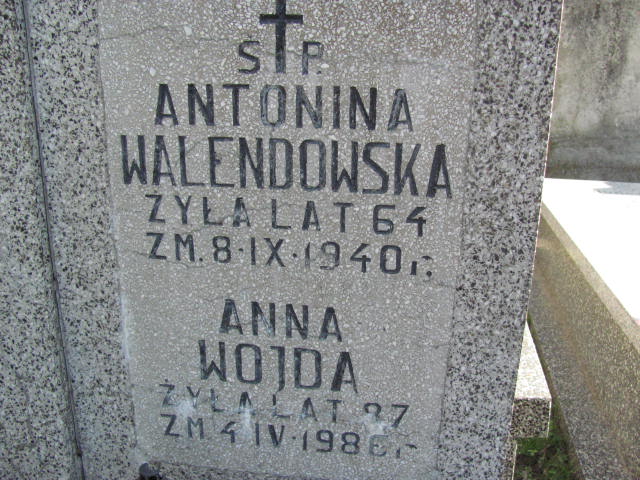 Ś P.
ANTONINA
WALENDOWSKA
ŻYŁA LAT 64
ZM. 8·IX·1940 r.
ANNA
WOJDA
ŻYŁA LAT 87
ZM 4 IV·1986 r.